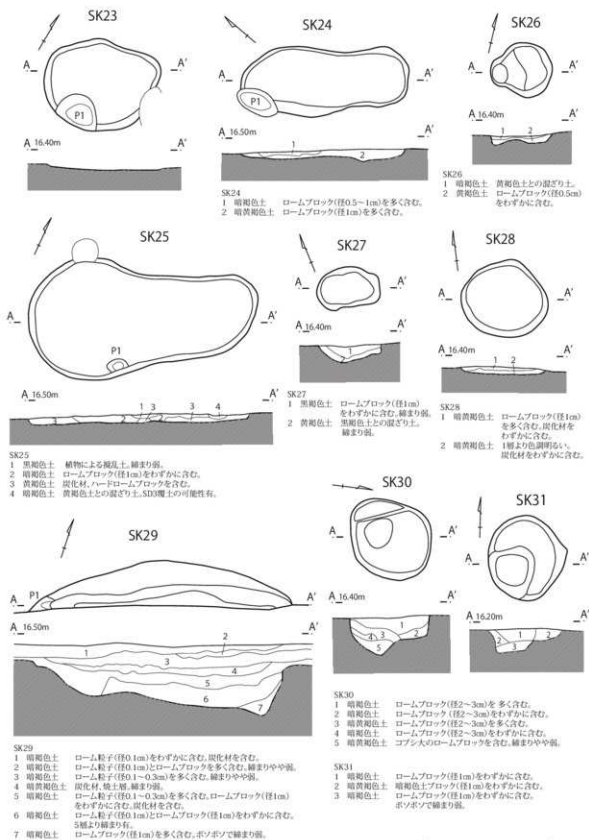 SK23
A A'
P1
A 16.40m A'
SK24
A A'
P1
A 16.50m A'
1
2
SK24
1 暗褐色土 ロームブロック(径0.5~1cm)を多く含む。
2 暗黄褐色土 ロームブロック(径1cm)を多く含む。
SK26
A A'
A 16.40m A'
1 2
SK26
1 暗褐色土 黄褐色土との混ざり土。
2 黄褐色土 ロームブロック(径0.5cm)
をわずかに含む。
SK25
A A'
P1
A 16.50m A'
1 3 2 3 4
SK25
1 黒褐色土 植物による撹乱土。締まり弱。
2 暗褐色土 ロームブロック(径1cm)をわずかに含む。
3 黄褐色土 炭化材、ハードロームブロックを含む。
4 暗褐色土 黄褐色土との混ざり土。SD3覆土の可能性有。
SK27
A A'
A 16.40m A'
1
2
SK27
1 黒褐色土 ロームブロック(径1cm)
をわずかに含む。締まり弱。
2 黄褐色土 黒褐色土との混ざり土。
締まり弱。
SK28
A A'
A 16.40m A'
1 2
SK28
1 暗黄褐色土 ロームブロック(径1cm)
を多く含む。炭化材を
わずかに含む。
2 暗黄褐色土 1層より色調明るい。
炭化材をわずかに含む。
SK29
P1
A A'
A 16.50m A'
1
2
3
4
5
6
7
SK29
1 暗褐色土 ローム粒子(径0.1cm)をわずかに含む。炭化材を含む。
2 暗褐色土 ローム粒子(径0.1cm)とロームブロックを多く含む。締まりやや弱。
3 暗褐色土 ローム粒子(径0.1~0.3cm)を多く含む。締まりやや弱。
4 暗黄褐色土 炭化材、焼土層、締まり弱。
5 暗褐色土 ローム粒子(径0.1~0.3cm)を多く含む。ロームブロック(径1cm)
をわずかに含む。炭化材を含む。
6 暗褐色土 ローム粒子(径0.1cm)とロームブロック(径1cm)をわずかに含む。
5層より締まり有。
7 暗褐色土 ロームブロック(径1cm)を多く含む。ボソボソで締まり弱。
SK30
A A'
A 16.40m A'
1
4 3 2
5
SK31
A A'
A 16.20m A'
2 1 2
3
SK30
1 暗褐色土 ロームブロック(径2~3cm)を 多く含む。
2 暗褐色土 ロームブロック (径2~3cm)をわずかに含む。
3 暗黄褐色土 ロームブロック(径2~3cm)を多く含む。
4 暗褐色土 ロームブロック(径2~3cm)をわずかに含む。
5 暗黄褐色土 コブシ大のロームブロックを含む。締まりやや弱。
SK31
1 暗褐色土 ロームブロック(径1cm)をわずかに含む。
2 暗黄褐色土 暗褐色土ブロック(径1cm)をわずかに含む。
3 暗褐色土 ロームブロック(径1cm)をわずかに含む。
ボソボソで締まり弱。